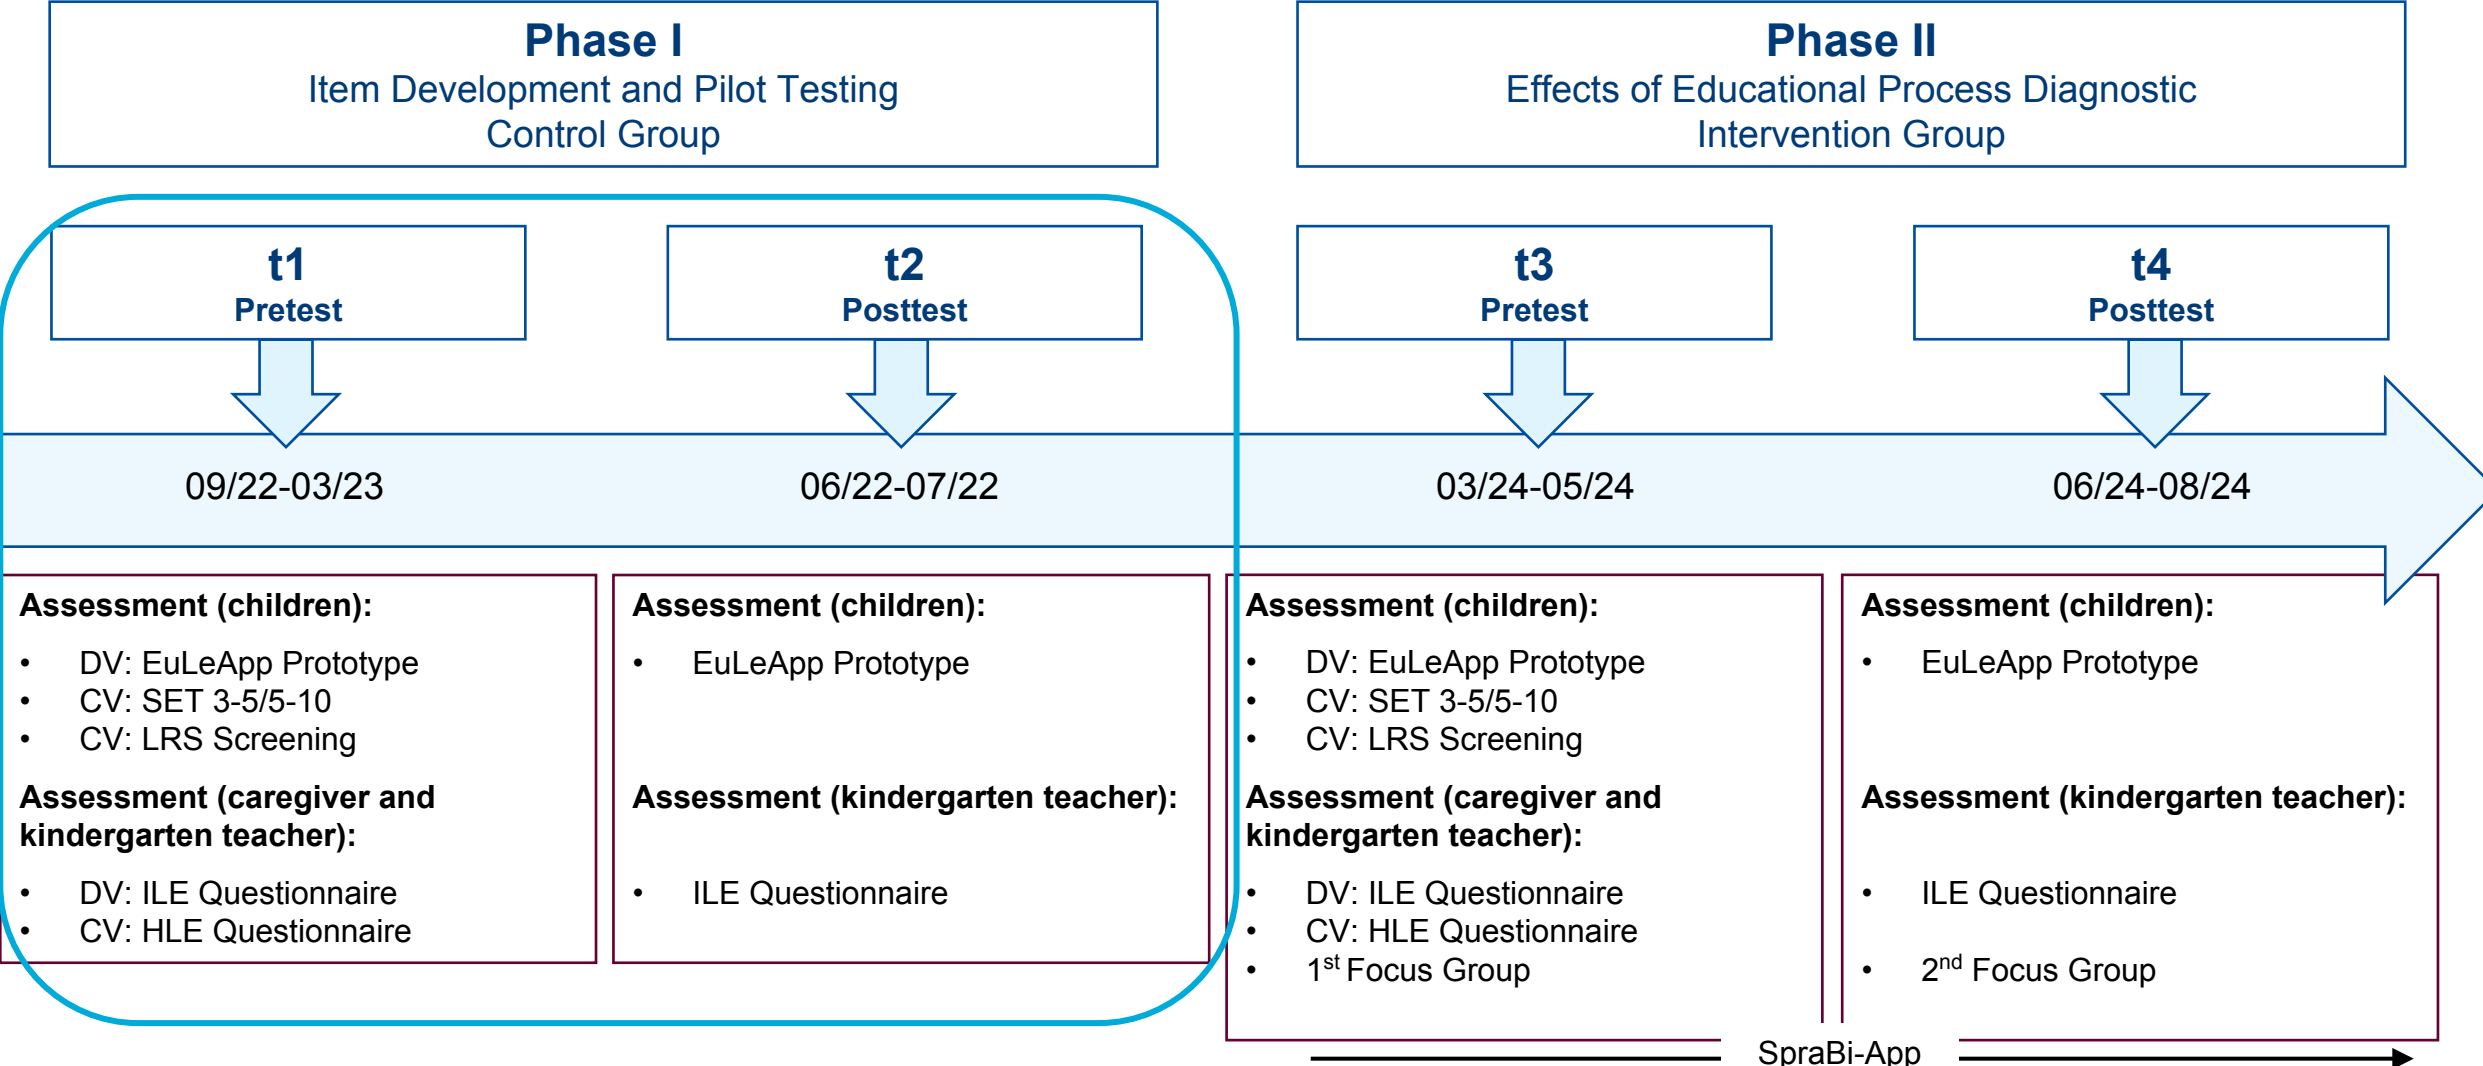 Phase I
Item Development and Pilot Testing
Control Group
Phase II
Effects of Educational Process Diagnostic
Intervention Group
t1
Pretest
t2
Posttest
t3
Pretest
t4
Posttest
09/22-03/23
06/22-07/22
03/24-05/24
06/24-08/24
Assessment (children):
• DV: EuLeApp Prototype
• CV: SET 3-5/5-10
• CV: LRS Screening
Assessment (caregiver and
kindergarten teacher):
• DV: ILE Questionnaire
• CV: HLE Questionnaire
Assessment (children):
• EuLeApp Prototype
Assessment (kindergarten teacher):
• ILE Questionnaire
Assessment (children):
• DV: EuLeApp Prototype
• CV: SET 3-5/5-10
• CV: LRS Screening
Assessment (caregiver and
kindergarten teacher):
• DV: ILE Questionnaire
• CV: HLE Questionnaire
• 1st Focus Group
Assessment (children):
• EuLeApp Prototype
Assessment (kindergarten teacher):
• ILE Questionnaire
• 2nd Focus Group
SpraBi-App